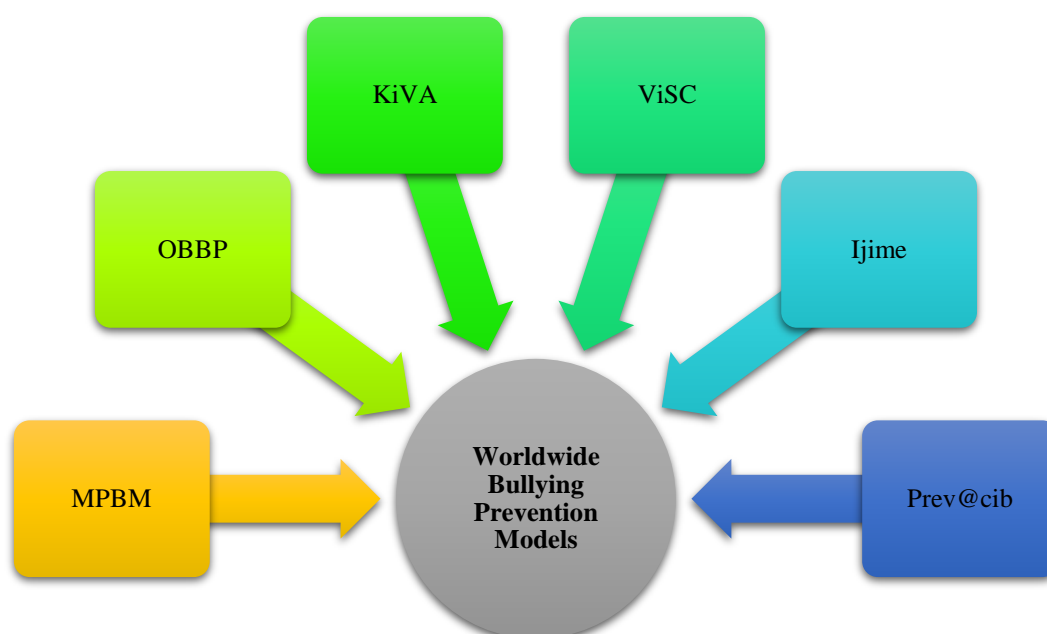 KiVA
ViSC
OBBP
Ijime
MPBM
Prev@cib
Worldwide
Bullying
Prevention
Models